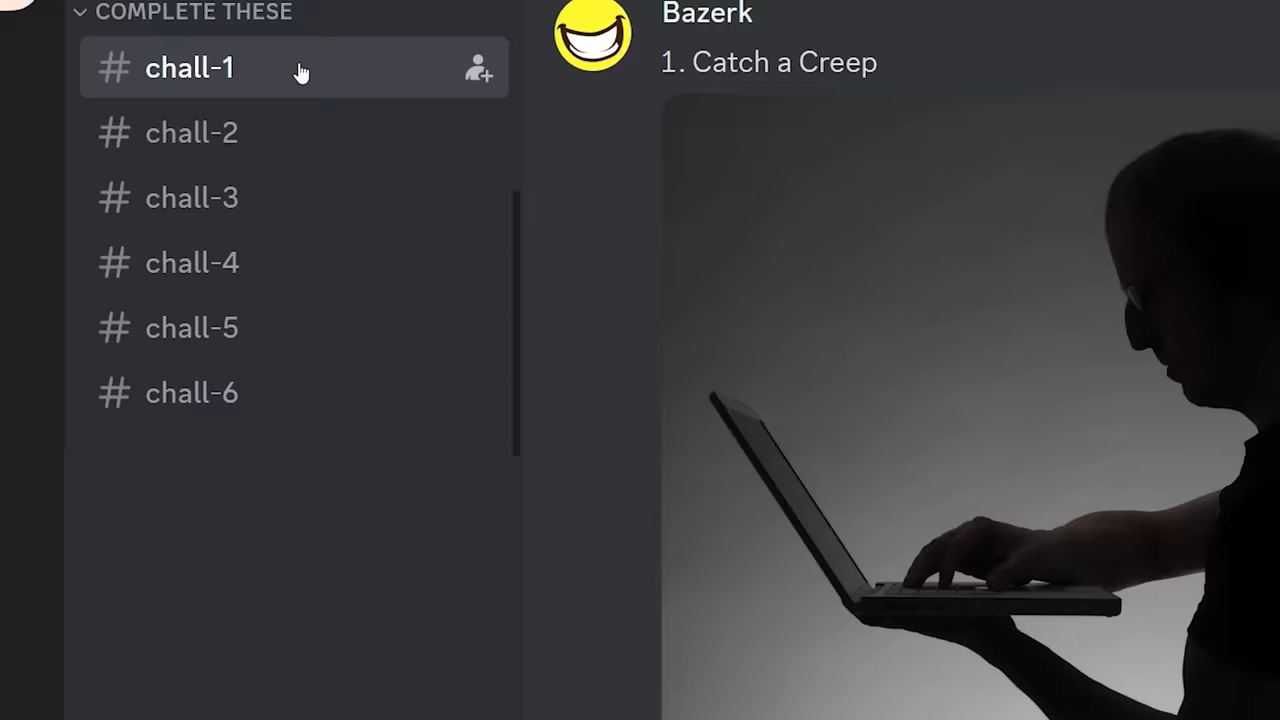 COMPLETE THESE
# chall-1
# chall-2
# chall-3
# chall-4
# chall-5
# chall-6
Bazerk
1. Catch a Creep